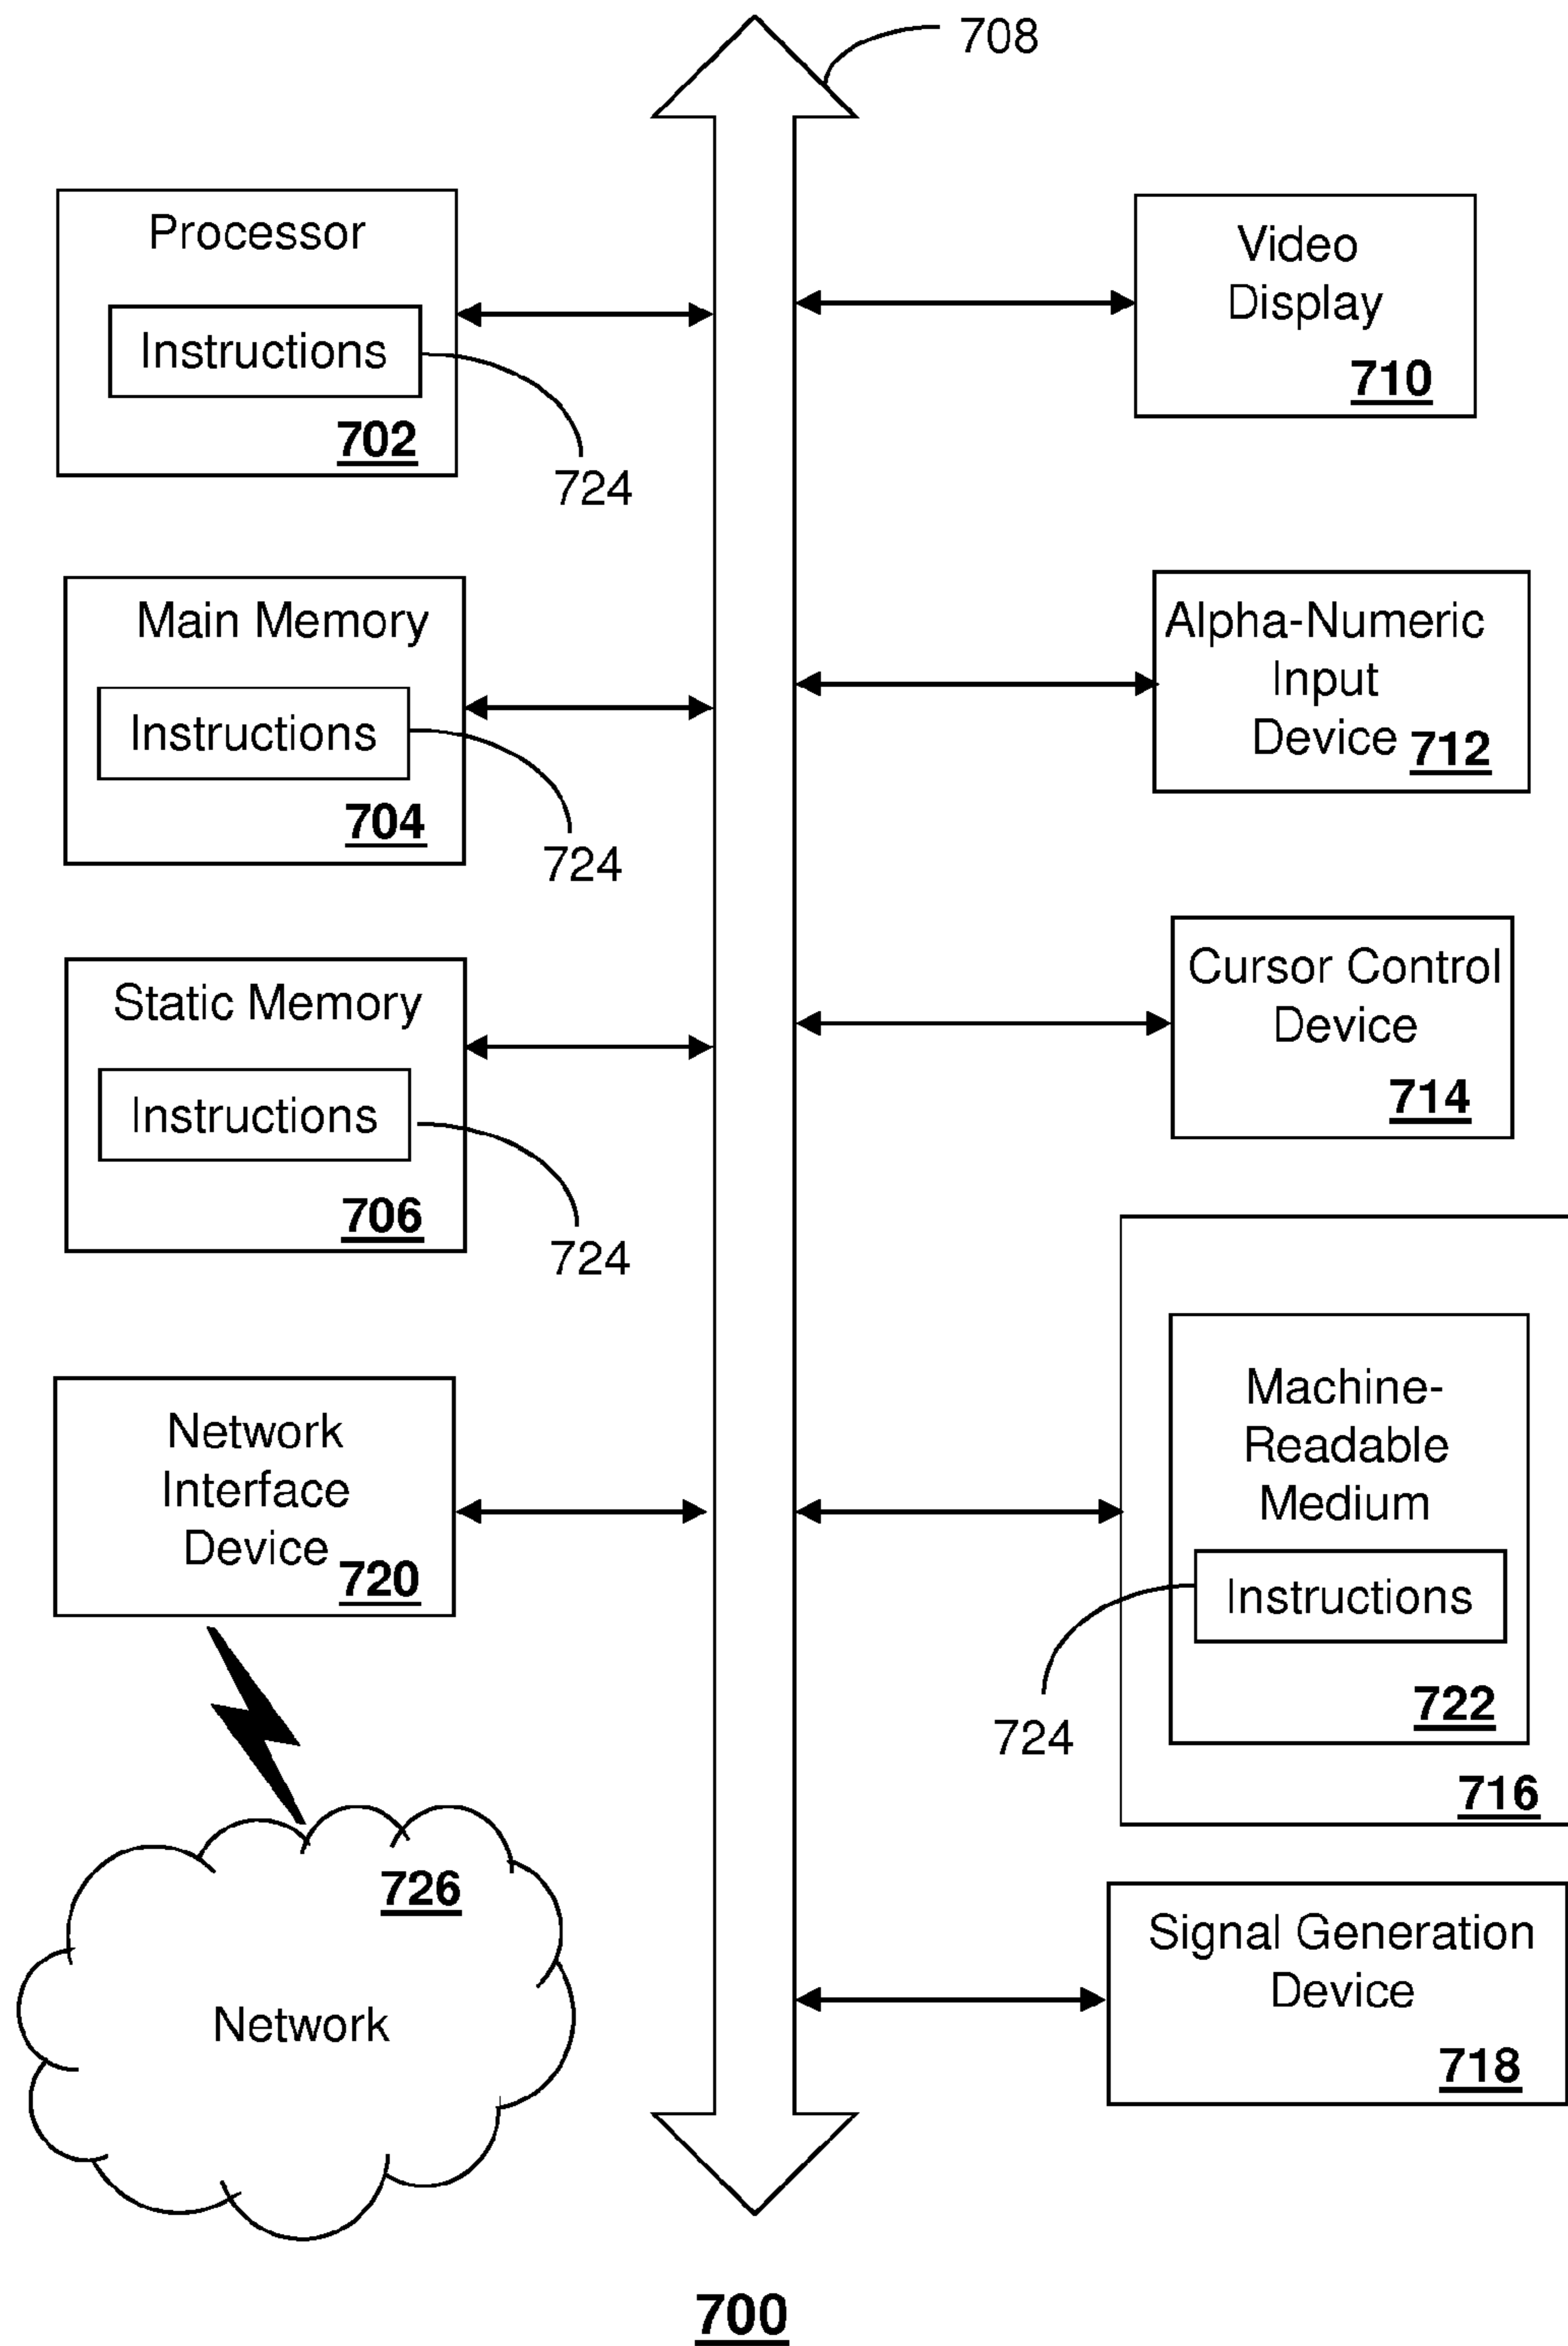 708
Processor
Instructions
702
724
Main Memory
Instructions
704
724
Static Memory
Instructions
706
724
Network
Interface
Device
720
726
Network
Video
Display
710
Alpha-Numeric
Input
Device
712
Cursor Control
Device
714
Machine-
Readable
Medium
Instructions
724
722
716
Signal Generation
Device
718
700